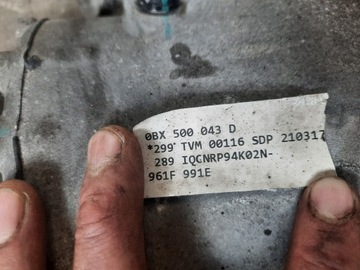 0BX 500 043 D
*299* TVM 00116 SDP 210317
289 IQCNRP94K02N-
961F 991E